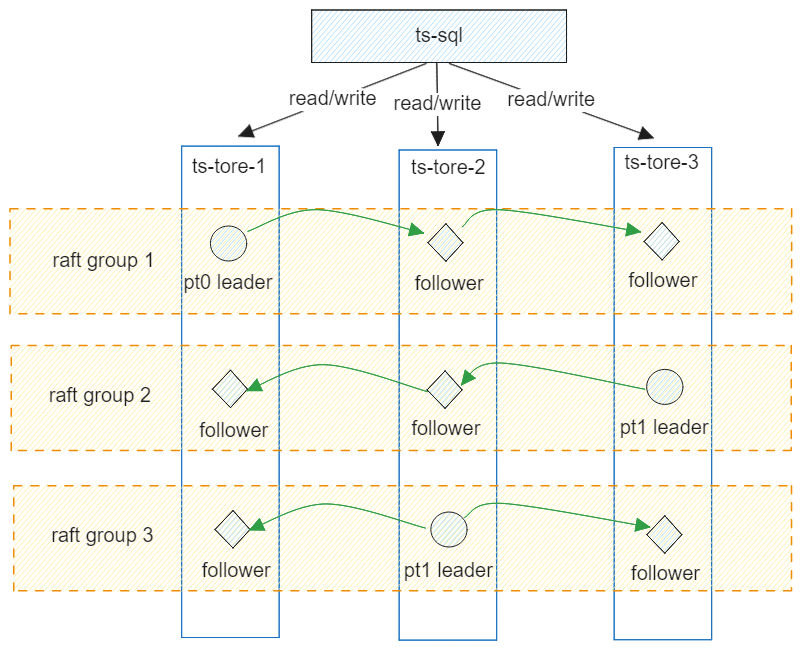 ts-sql
read/write
read/write
read/write
ts-tore-1
ts-tore-2
ts-tore-3
raft group 1
pt0 leader
follower
follower
raft group 2
follower
follower
pt1 leader
raft group 3
follower
pt1 leader
follower